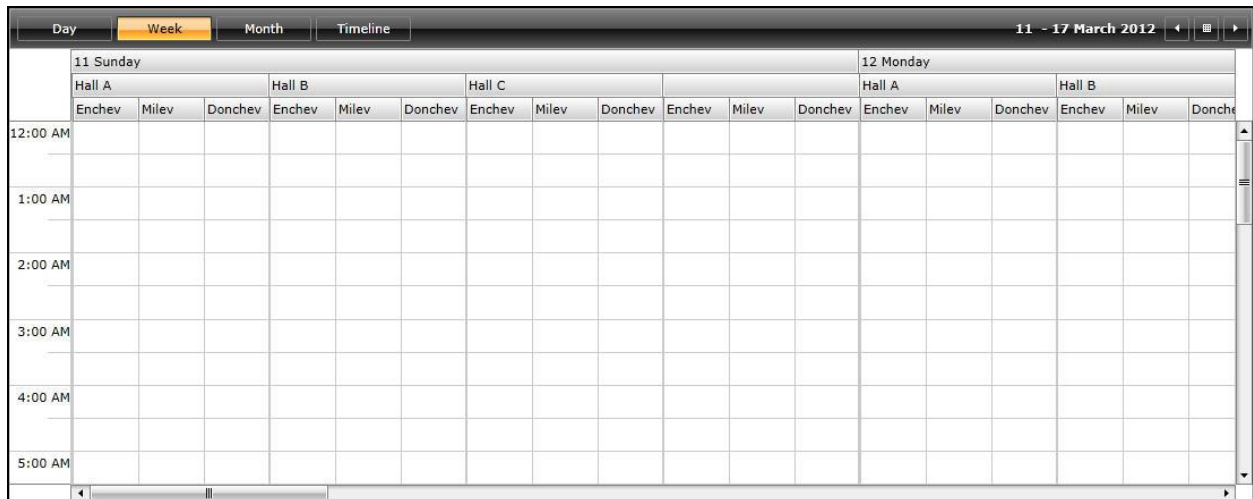 Day Week Month Timeline 11 - 17 March 2012
11 Sunday 12 Monday
Hall A Hall B Hall C Hall A Hall B
Enchev Milev Donchev Enchev Milev Donchev Enchev Milev Donchev Enchev Milev Donchev Enchev Milev Donchev Enchev Milev Donche
12:00 AM
1:00 AM
2:00 AM
3:00 AM
4:00 AM
5:00 AM